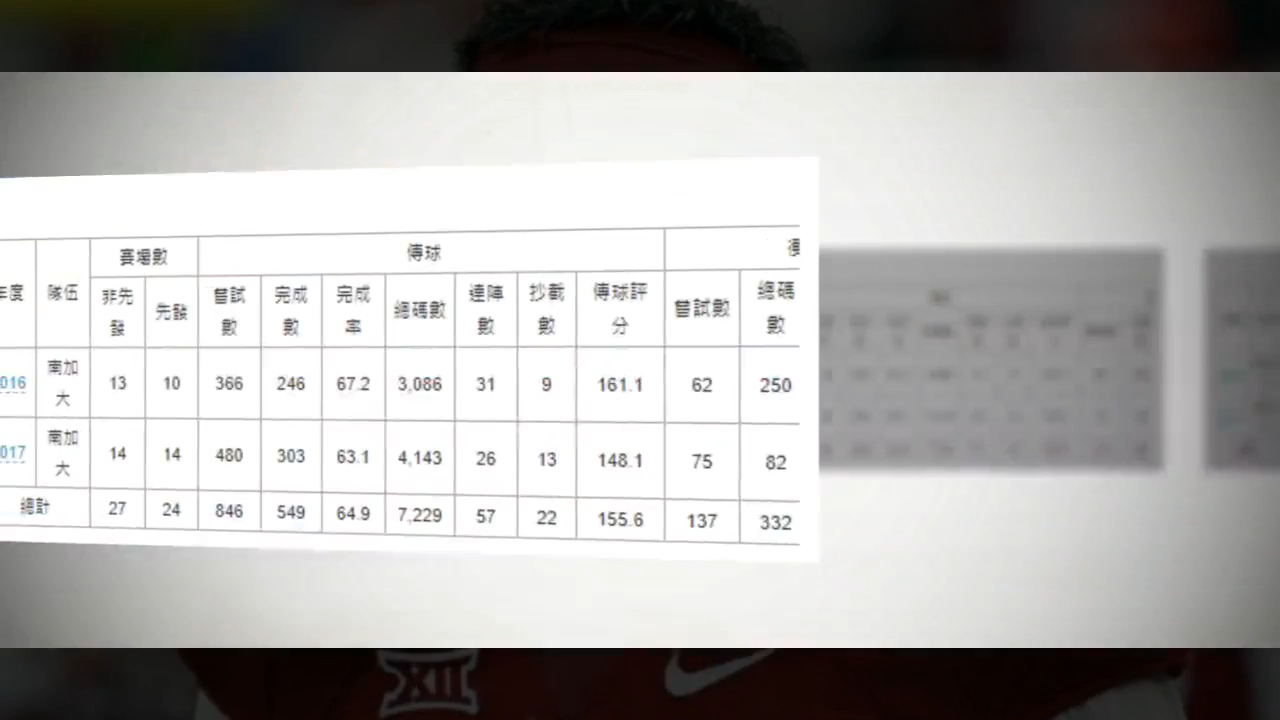 賽場數 傳球 衝
年度 隊伍 非先發 先發 嘗試數 完成數 完成率 總碼數 達陣數 抄截數 傳球評分 嘗試數 總碼數
016 南加大 13 10 366 246 67.2 3,086 31 9 161.1 62 250
017 南加大 14 14 480 303 63.1 4,143 26 13 148.1 75 82
總計 27 24 846 549 64.9 7,229 57 22 155.6 137 332
XII